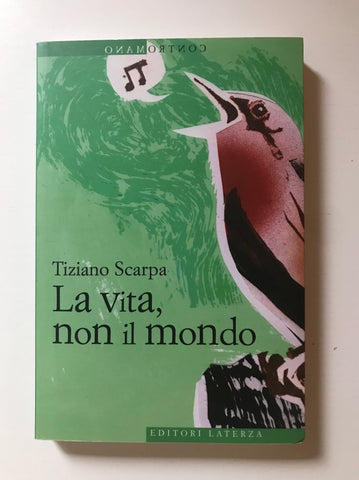 CONTROMANO
Tiziano Scarpa
La vita,
non il mondo
EDITORI LATERZA